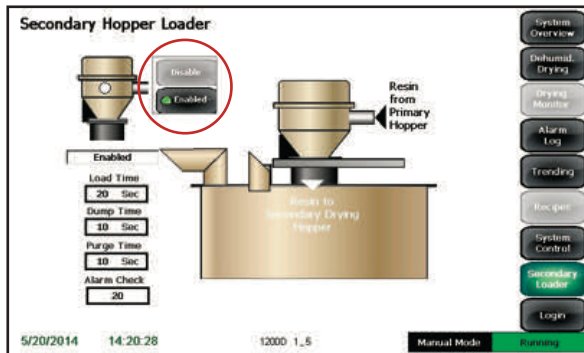 Secondary Hopper Loader
Disable
Enabled
Resin
from
Primary
Hopper
Enabled
Load Time
20 Sec
Dump Time
10 Sec
Purge Time
10 Sec
Alarm Check
20
Resin to
Secondary Drying
Hopper
System
Overview
Dehumid.
Drying
Drying
Monitor
Alarm
Log
Trending
Recipes
System
Control
Secondary
Loader
Login
5/20/2014 14:20:28 1200D 1_5 Manual Mode Running